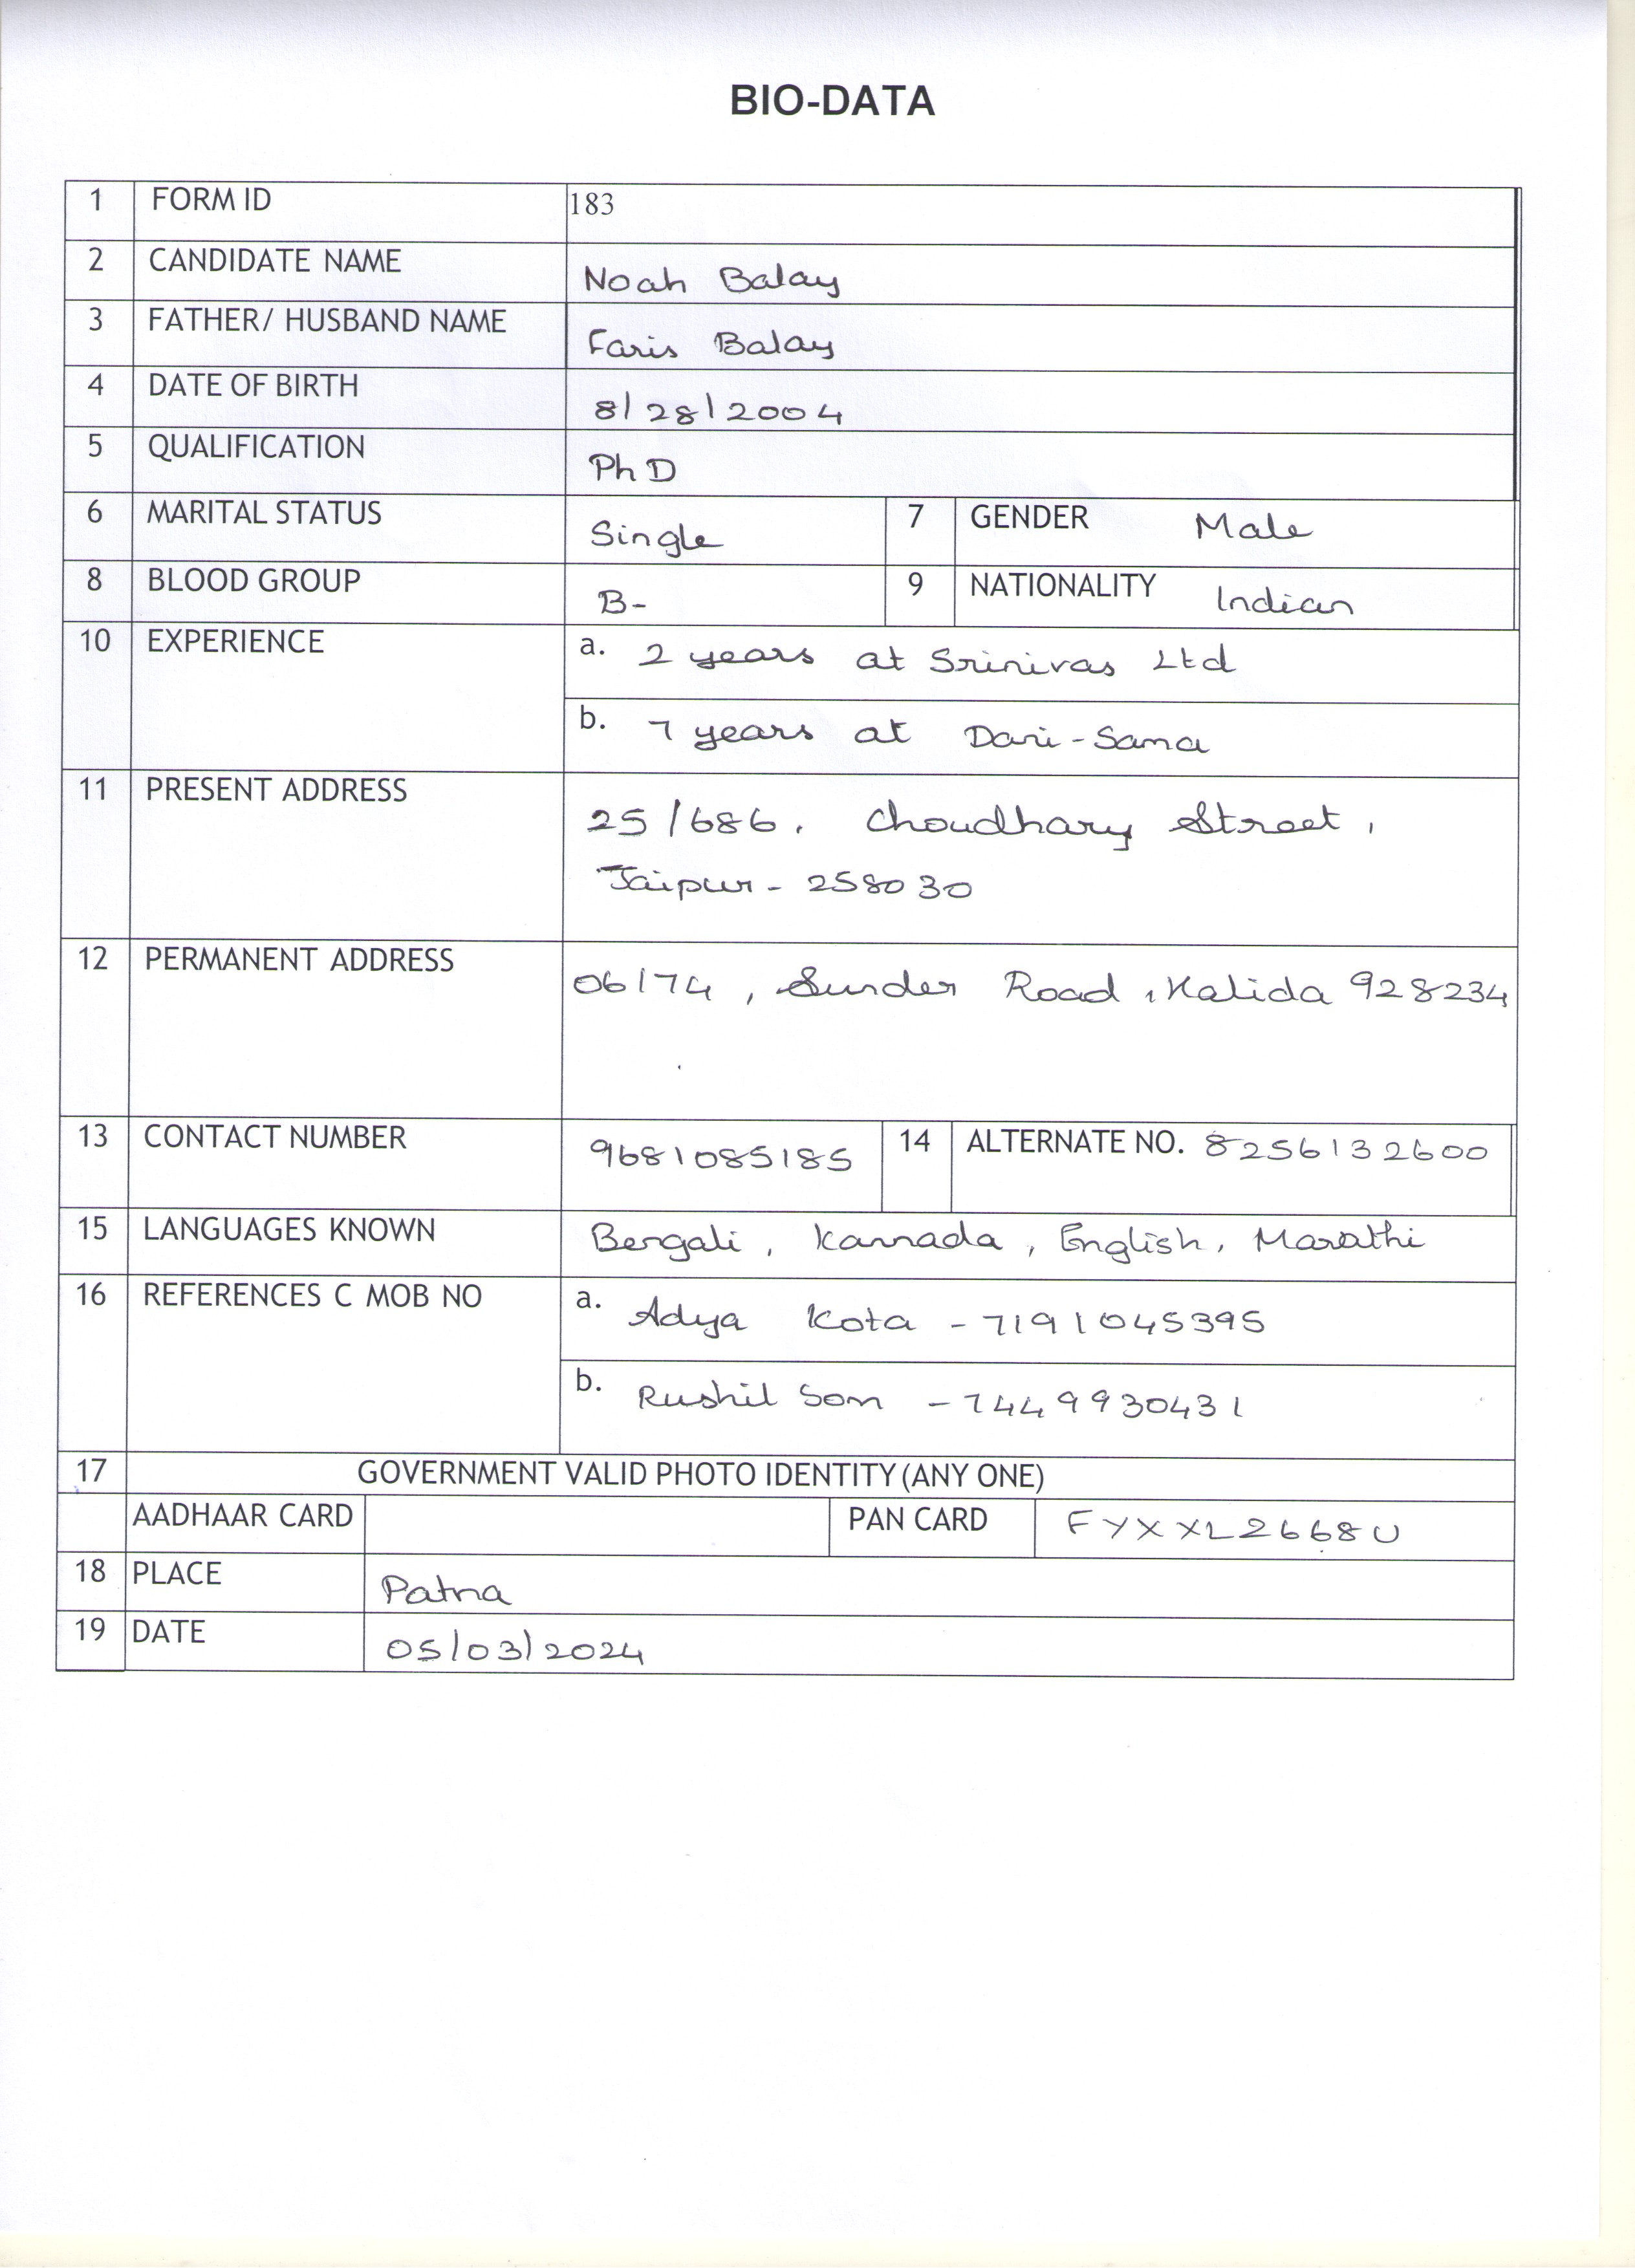 BIO-DATA
1 FORM ID 183
2 CANDIDATE NAME Noah Balay
3 FATHER/ HUSBAND NAME Faris Balay
4 DATE OF BIRTH 8/28/2004
5 QUALIFICATION PhD
6 MARITAL STATUS Single 7 GENDER Male
8 BLOOD GROUP B- 9 NATIONALITY Indian
10 EXPERIENCE a. 2 years at Srinivas Ltd
b. 7 years at Dari-Sama
11 PRESENT ADDRESS 25/686, Choudhary Street,
Jaipur - 258030
12 PERMANENT ADDRESS 06/74, Sunder Road, Kalida 928234
13 CONTACT NUMBER 9681085185 14 ALTERNATE NO. 8256132600
15 LANGUAGES KNOWN Bengali, Kannada, English, Marathi
16 REFERENCES C MOB NO a. Adya Kota - 7191045395
b. Rushil Som - 7449930431
17 GOVERNMENT VALID PHOTO IDENTITY (ANY ONE)
AADHAAR CARD PAN CARD FYXXL2668U
18 PLACE Patna
19 DATE 05/03/2024